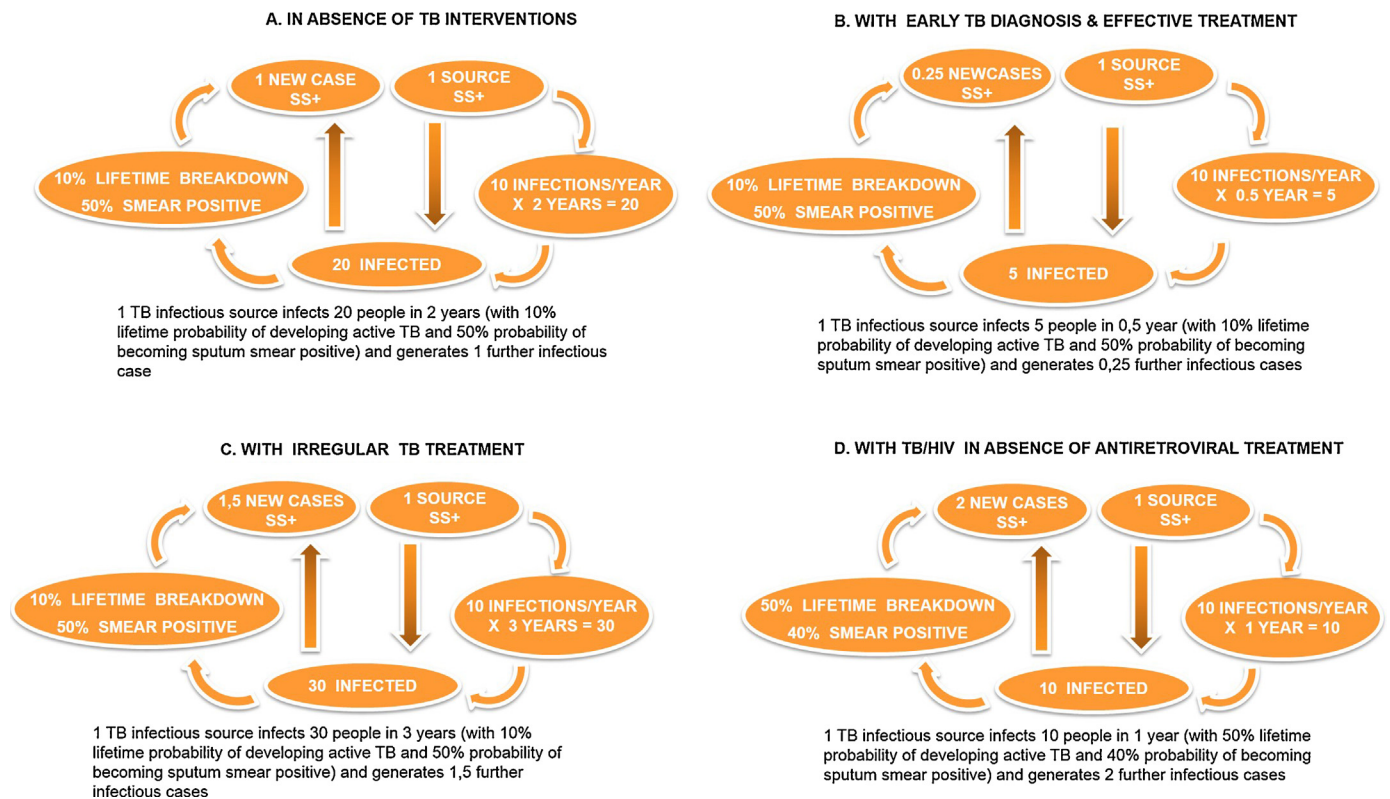 A. IN ABSENCE OF TB INTERVENTIONS
1 NEW CASE
SS+
1 SOURCE
SS+
10% LIFETIME BREAKDOWN
50% SMEAR POSITIVE
10 INFECTIONS/YEAR
X 2 YEARS = 20
20 INFECTED
1 TB infectious source infects 20 people in 2 years (with 10%
lifetime probability of developing active TB and 50% probability of
becoming sputum smear positive) and generates 1 further infectious
case
B. WITH EARLY TB DIAGNOSIS & EFFECTIVE TREATMENT
0.25 NEWCASES
SS+
1 SOURCE
SS+
10% LIFETIME BREAKDOWN
50% SMEAR POSITIVE
10 INFECTIONS/YEAR
X 0.5 YEAR = 5
5 INFECTED
1 TB infectious source infects 5 people in 0,5 year (with 10% lifetime
probability of developing active TB and 50% probability of becoming
sputum smear positive) and generates 0,25 further infectious cases
C. WITH IRREGULAR TB TREATMENT
1,5 NEW CASES
SS+
1 SOURCE
SS+
10% LIFETIME BREAKDOWN
50% SMEAR POSITIVE
10 INFECTIONS/YEAR
X 3 YEARS = 30
30 INFECTED
1 TB infectious source infects 30 people in 3 years (with 10%
lifetime probability of developing active TB and 50% probability of
becoming sputum smear positive) and generates 1,5 further
infectious cases
D. WITH TB/HIV IN ABSENCE OF ANTIRETROVIRAL TREATMENT
2 NEW CASES
SS+
1 SOURCE
SS+
50% LIFETIME BREAKDOWN
40% SMEAR POSITIVE
10 INFECTIONS/YEAR
X 1 YEAR = 10
10 INFECTED
1 TB infectious source infects 10 people in 1 year (with 50% lifetime
probability of developing active TB and 40% probability of becoming
sputum smear positive) and generates 2 further infectious cases